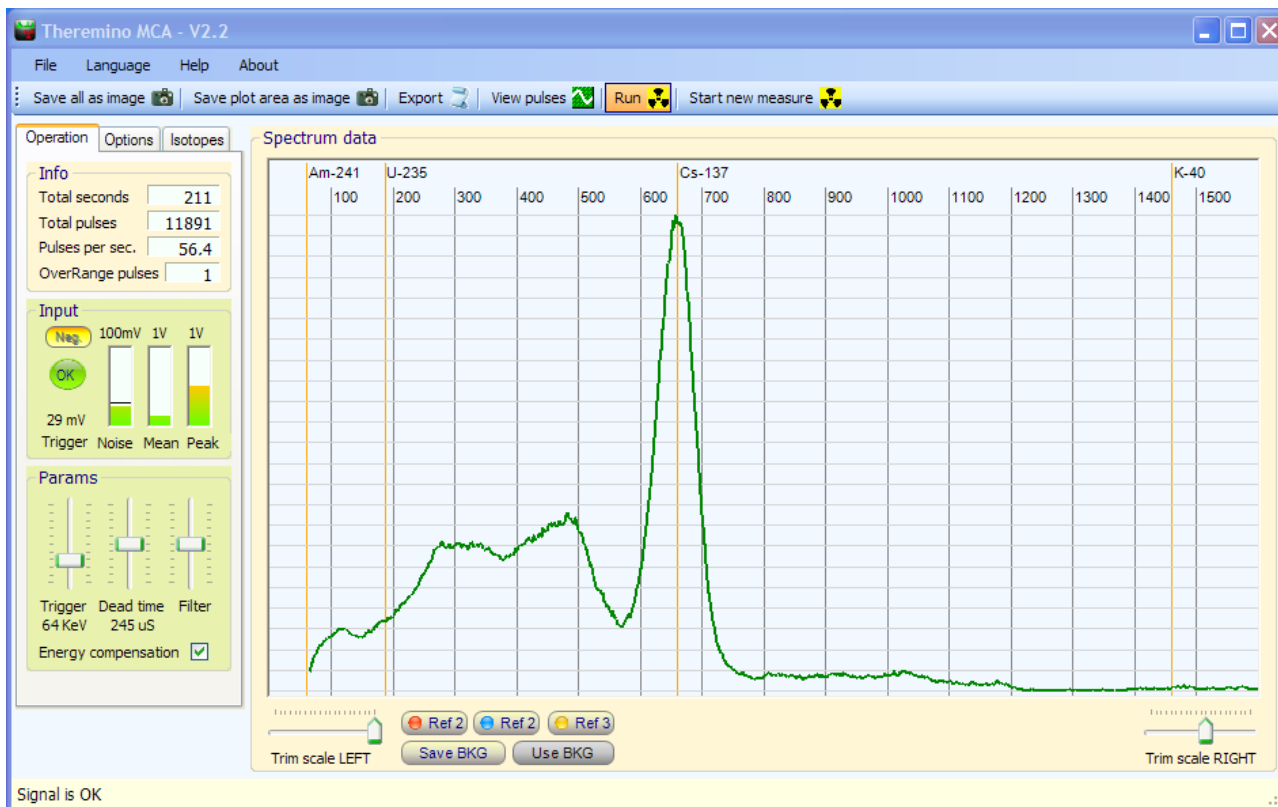 Theremino MCA - V2.2
File Language Help About
Save all as image Save plot area as image Export View pulses Run Start new measure
Operation Options Isotopes
Info
Total seconds 211
Total pulses 11891
Pulses per sec. 56.4
OverRange pulses 1
Input
Neg. 100mV 1V 1V
OK
29 mV
Trigger Noise Mean Peak
Params
Trigger Dead time Filter
64 KeV 245 uS
Energy compensation
Spectrum data
Am-241 U-235 Cs-137 K-40
100 200 300 400 500 600 700 800 900 1000 1100 1200 1300 1400 1500
Ref 2 Ref 2 Ref 3
Save BKG Use BKG
Trim scale LEFT Trim scale RIGHT
Signal is OK